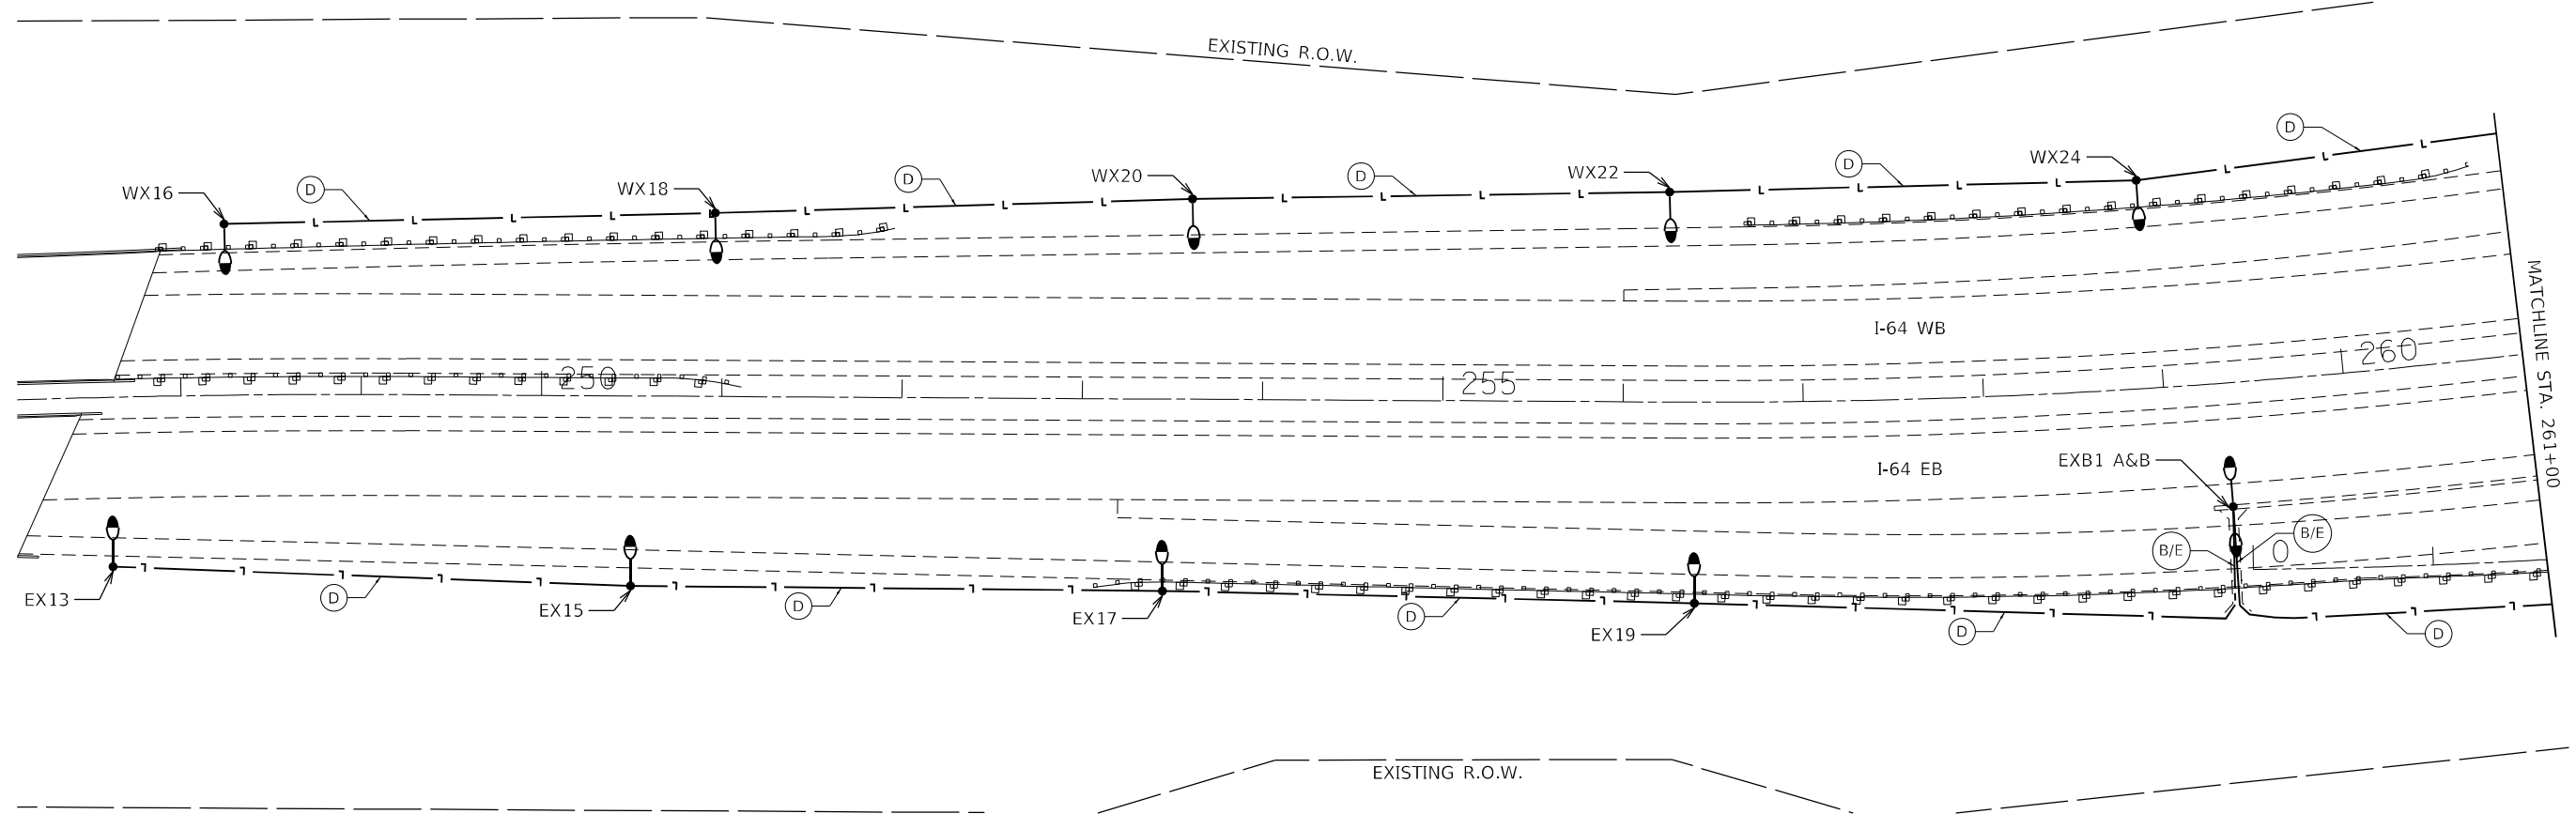 EXISTING R.O.W.
D
WX24
D
WX22
D
WX20
D
WX18
D
WX16
I-64 WB
MATCHLINE STA. 261+00
260
250
255
I-64 EB
EXB1 A&B
B/E
B/E
0
EX13
D
EX15
D
EX17
D
EX19
D
D
EXISTING R.O.W.
L L L L L L L L L L L L L L L L L L L
L L L L L L L L L L L L L L L L L L L L L L L L